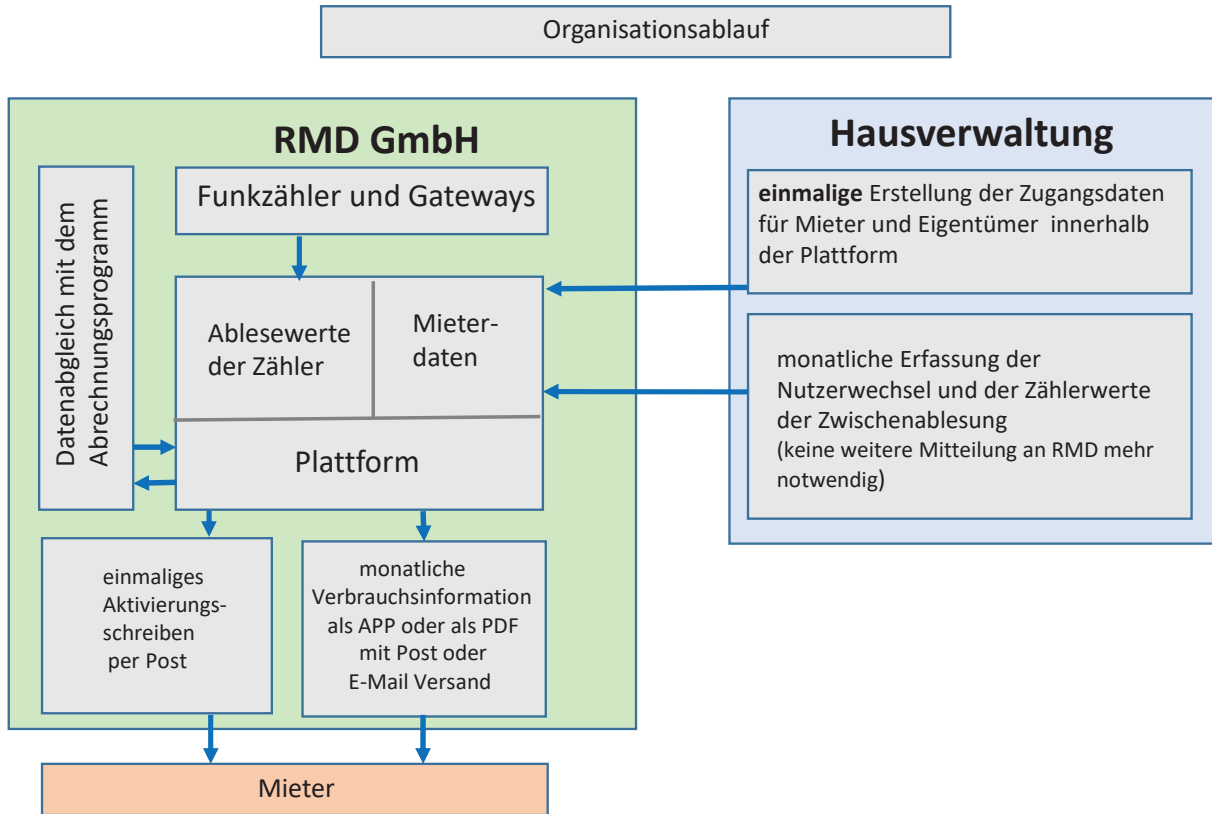 Organisationsablauf
RMD GmbH
Funkzähler und Gateways
Datenabgleich mit dem
Abrechnungsprogramm
Ablesewerte
der Zähler
Mieter-
daten
Plattform
einmaliges
Aktivierungs-
schreiben
per Post
monatliche
Verbrauchsinformation
als APP oder als PDF
mit Post oder
E-Mail Versand
Hausverwaltung
einmalige Erstellung der Zugangsdaten
für Mieter und Eigentümer innerhalb
der Plattform
monatliche Erfassung der
Nutzerwechsel und der Zählerwerte
der Zwischenablesung
(keine weitere Mitteilung an RMD mehr
notwendig)
Mieter